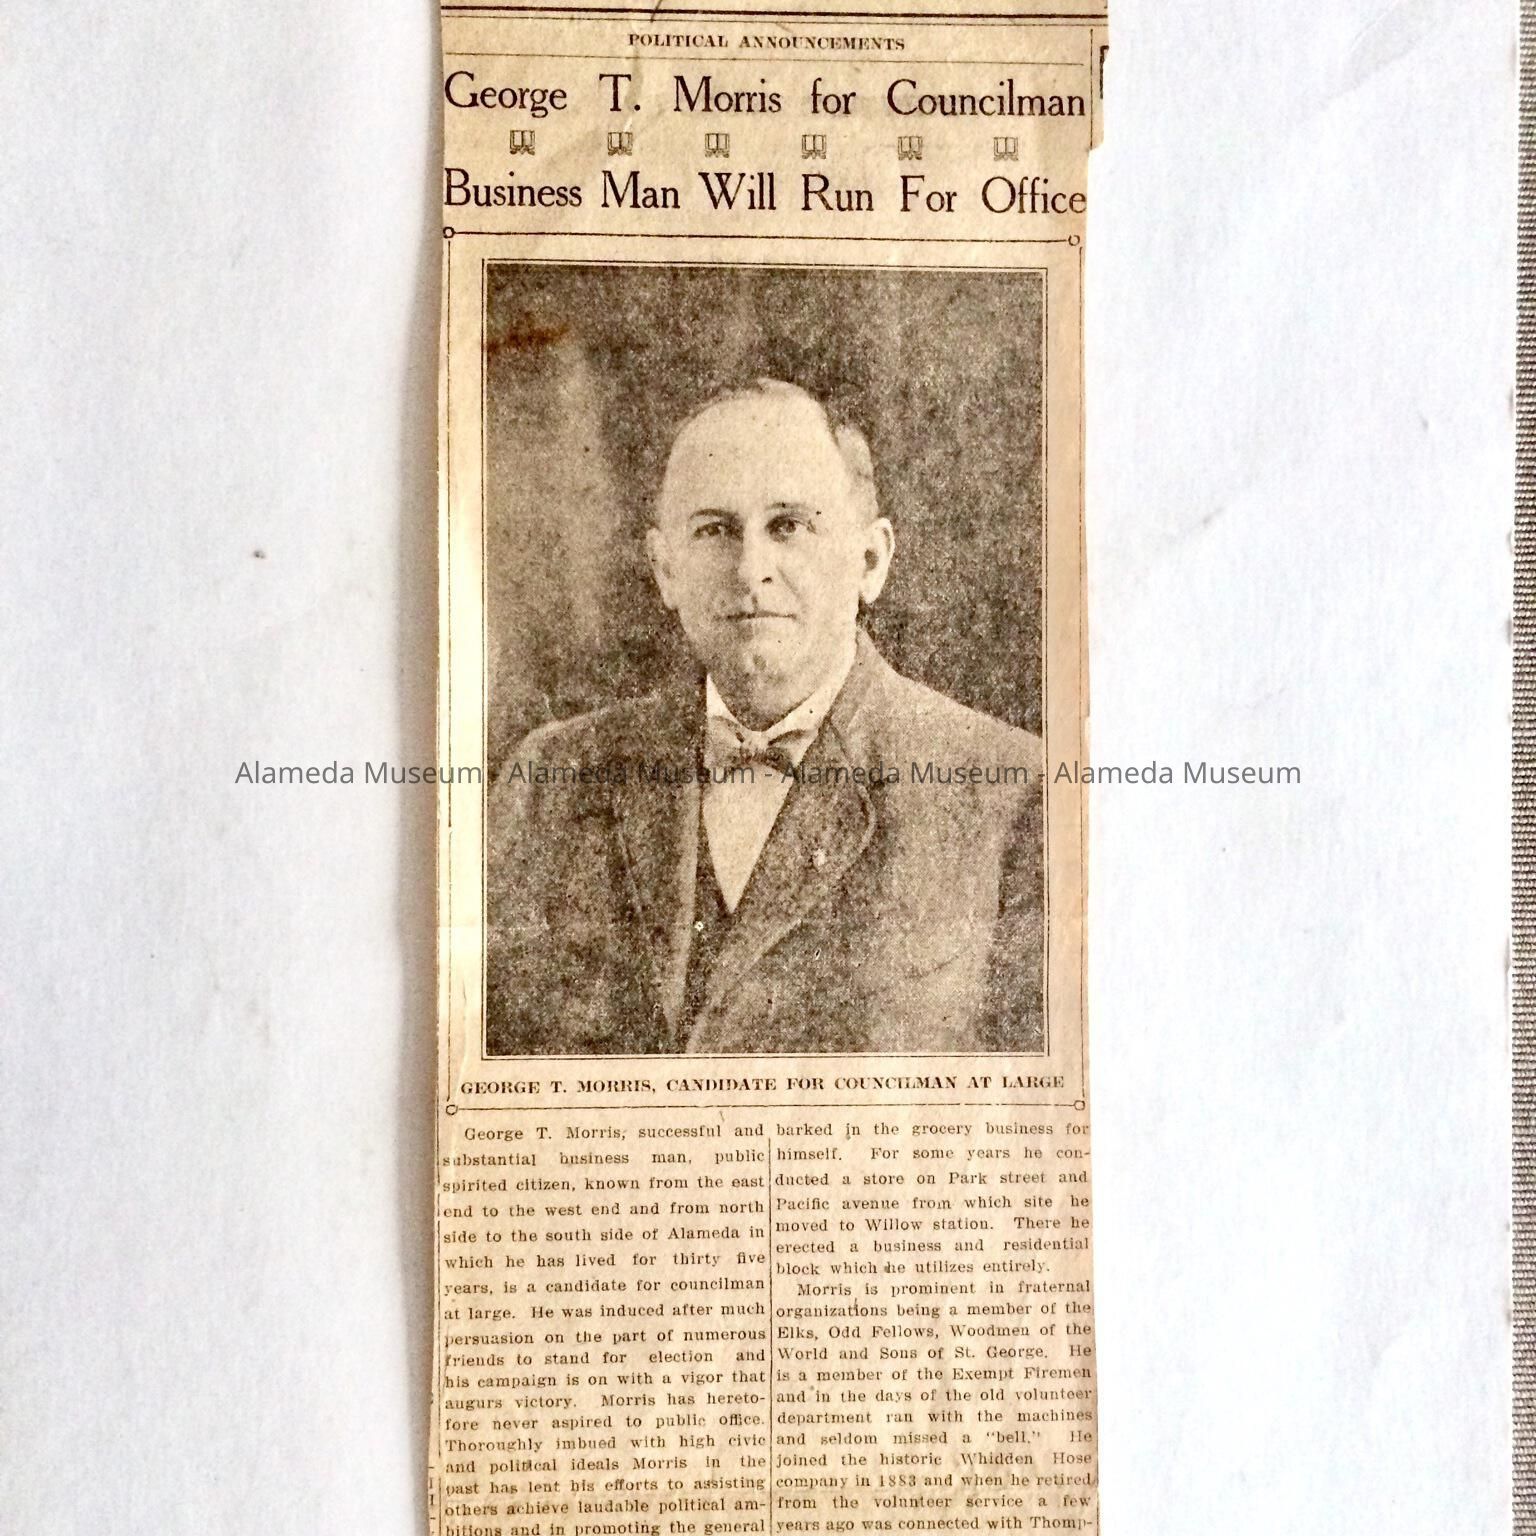 POLITICAL ANNOUNCEMENTS
George T. Morris for Councilman
Business Man Will Run For Office
Alameda Museum - Alameda Museum - Alameda Museum - Alameda Museum
GEORGE T. MORRIS, CANDIDATE FOR COUNCILMAN AT LARGE
George T. Morris, successful and
substantial business man, public
spirited citizen, known from the east
end to the west end and from north
side to the south side of Alameda in
which he has lived for thirty five
years, is a candidate for councilman
at large. He was induced after much
persuasion on the part of numerous
friends to stand for election and
his campaign is on with a vigor that
augurs victory. Morris has hereto-
fore never aspired to public office.
Thoroughly imbued with high civic
and political ideals Morris in the
past has lent his efforts to assisting
others achieve laudable political am-
bitions and in promoting the general
barked in the grocery business for
himself. For some years he con-
ducted a store on Park street and
Pacific avenue from which site he
moved to Willow station. There he
erected a business and residential
block which he utilizes entirely.
Morris is prominent in fraternal
organizations being a member of the
Elks, Odd Fellows, Woodmen of the
World and Sons of St. George. He
is a member of the Exempt Firemen
and in the days of the old volunteer
department ran with the machines
and seldom missed a "bell." He
joined the historic Whidden Hose
company in 1883 and when he retired
from the volunteer service a few
years ago was connected with Thomp-